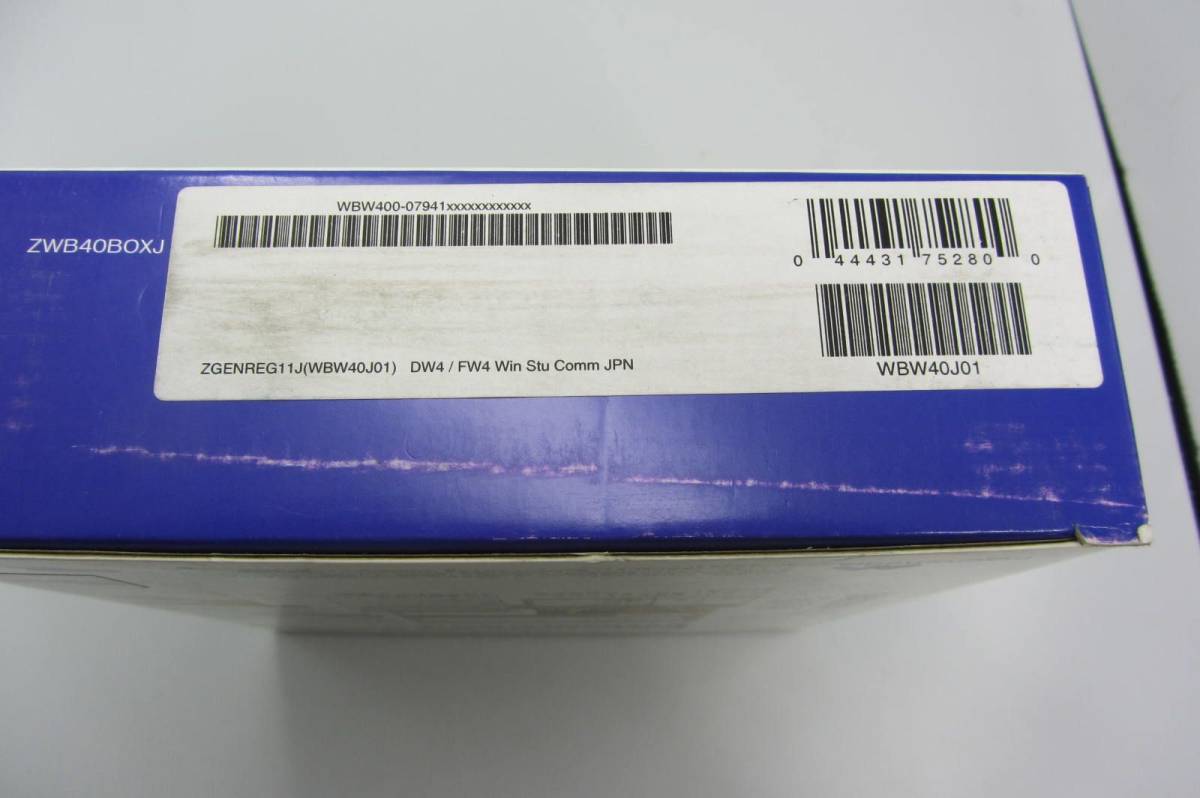 ZWB40BOXJ
WBW400-07941xxxxxxxxxxxx
0 44431 75280 0
ZGENREG11J(WBW40J01) DW4 / FW4 Win Stu Comm JPN
WBW40J01